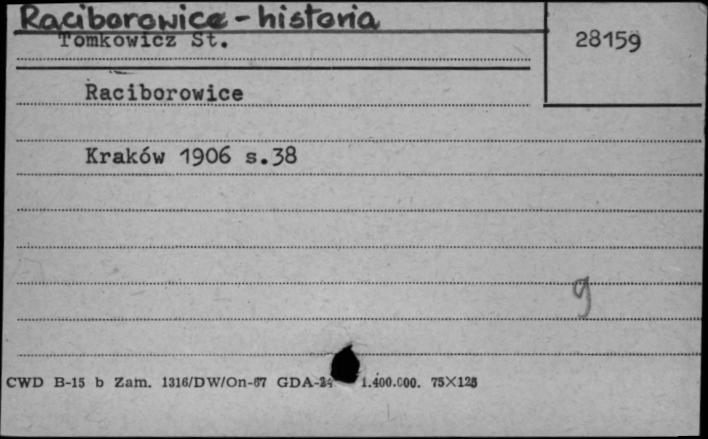 Raciborowice - historia
Tomkowicz St.
28159
Raciborowice
Kraków 1906 s.38
g
CWD B-15 b Zam. 1316/DW/On-67 GDA-24 1.400.000. 75X125